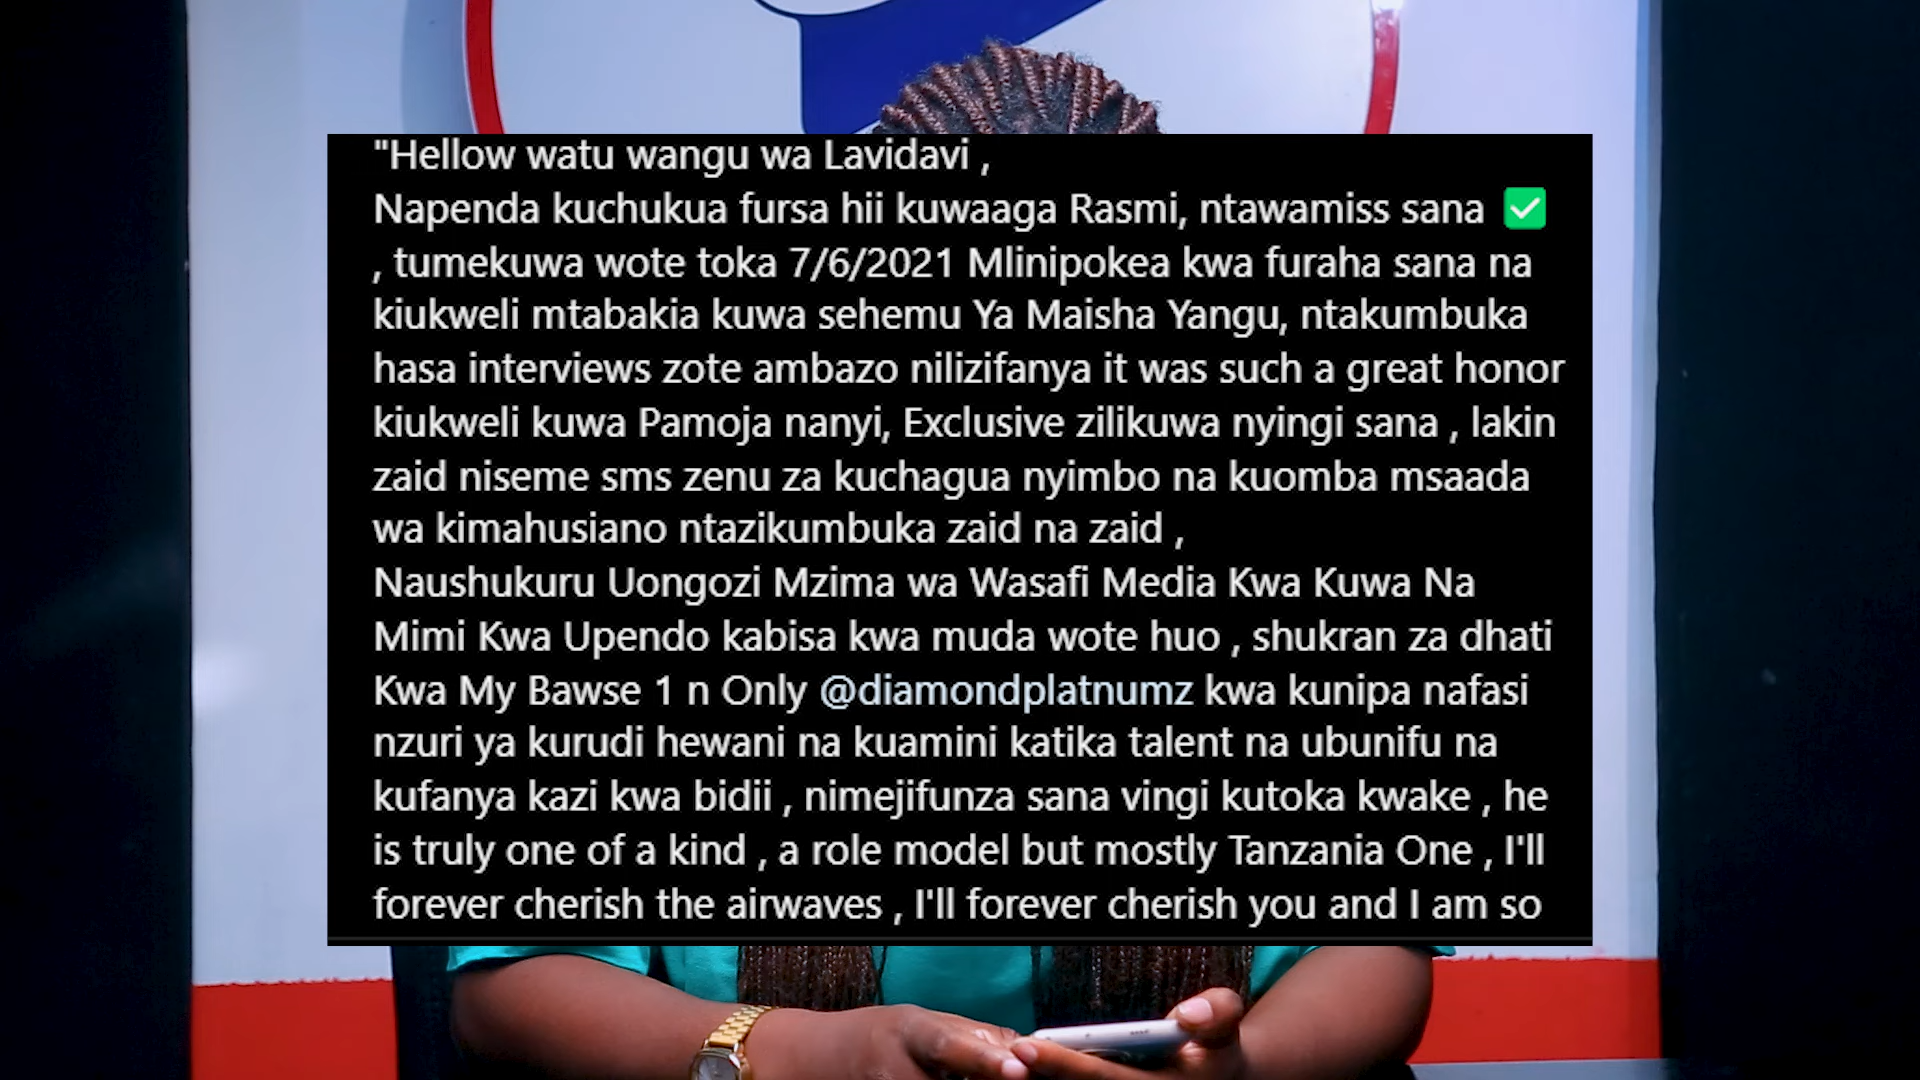 "Hellow watu wangu wa Lavidavi ,
Napenda kuchukua fursa hii kuwaaga Rasmi, ntawamiss sana ✅
, tumekuwa wote toka 7/6/2021 Mlinipokea kwa furaha sana na
kiukweli mtabakia kuwa sehemu Ya Maisha Yangu, ntakumbuka
hasa interviews zote ambazo nilizifanya it was such a great honor
kiukweli kuwa Pamoja nanyi, Exclusive zilikuwa nyingi sana , lakin
zaid niseme sms zenu za kuchagua nyimbo na kuomba msaada
wa kimahusiano ntazikumbuka zaid na zaid ,
Naushukuru Uongozi Mzima wa Wasafi Media Kwa Kuwa Na
Mimi Kwa Upendo kabisa kwa muda wote huo , shukran za dhati
Kwa My Bawse 1 n Only @diamondplatnumz kwa kunipa nafasi
nzuri ya kurudi hewani na kuamini katika talent na ubunifu na
kufanya kazi kwa bidii , nimejifunza sana vingi kutoka kwake , he
is truly one of a kind , a role model but mostly Tanzania One , I'll
forever cherish the airwaves , I'll forever cherish you and I am so